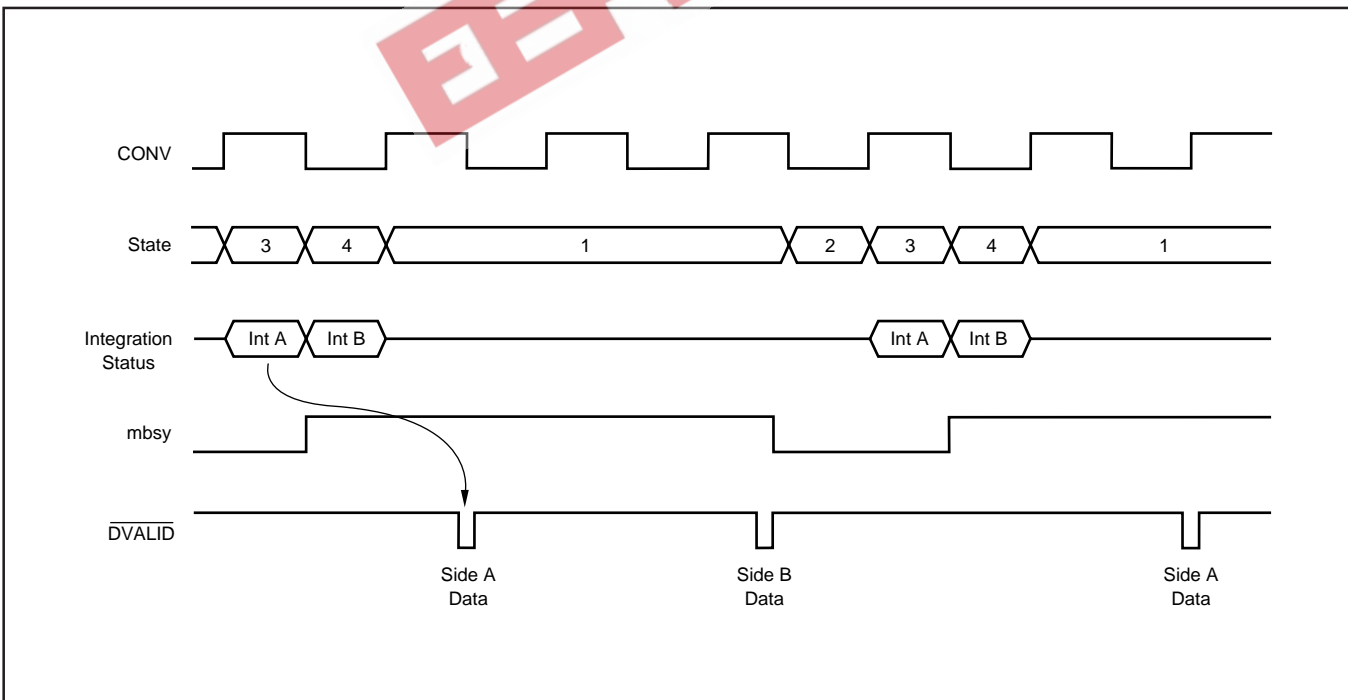 CONV
State
3
4
1
2
3
4
1
Integration
Status
Int A
Int B
Int A
Int B
mbsy
DVALID
Side A
Data
Side B
Data
Side A
Data